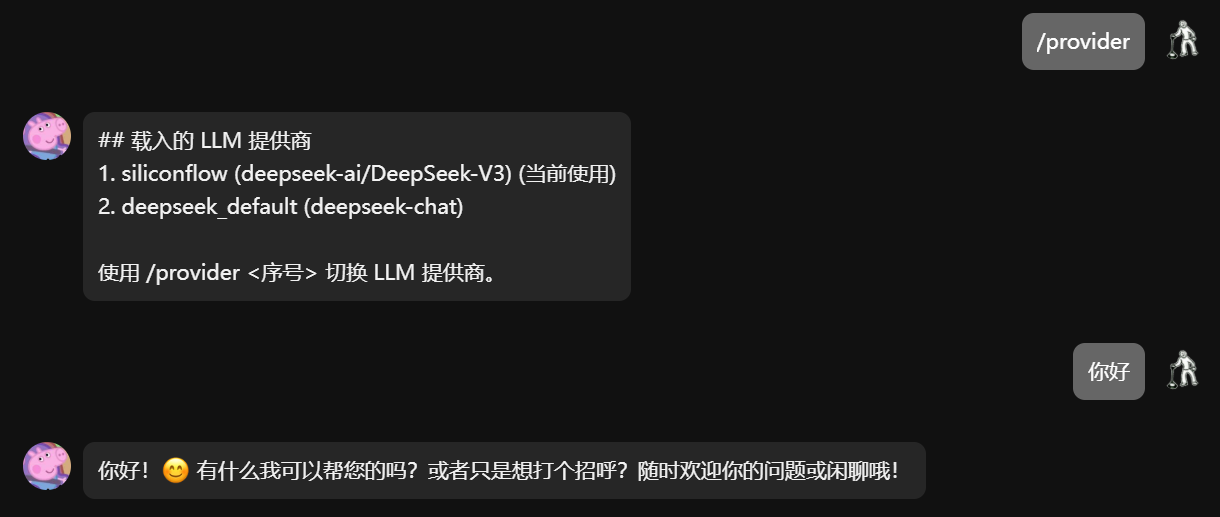 /provider
## 载入的 LLM 提供商
1. siliconflow (deepseek-ai/DeepSeek-V3) (当前使用)
2. deepseek_default (deepseek-chat)
使用 /provider <序号> 切换 LLM 提供商。
你好
你好！😊 有什么我可以帮您的吗？或者只是想打个招呼？随时欢迎你的问题或闲聊哦！